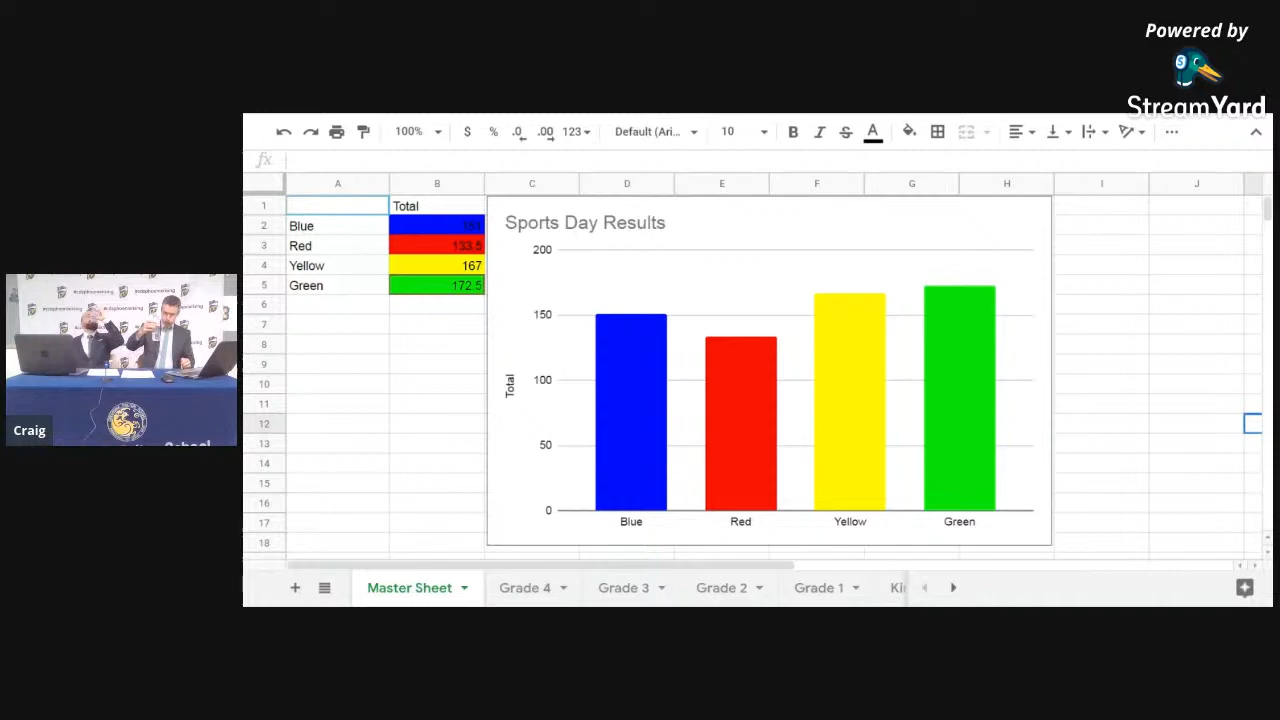 Powered by
StreamYard
100% $ % .0 .00 123 Default (Ari... 10 B I S A
fx
A B C D E F G H I J
1 Total
2 Blue 151
3 Red 133.5
4 Yellow 167
5 Green 172.5
6
7
8
9
10
11
12
13
14
15
16
17
18
Sports Day Results
200
150
100
50
0
Total
Blue Red Yellow Green
Craig
Master Sheet Grade 4 Grade 3 Grade 2 Grade 1